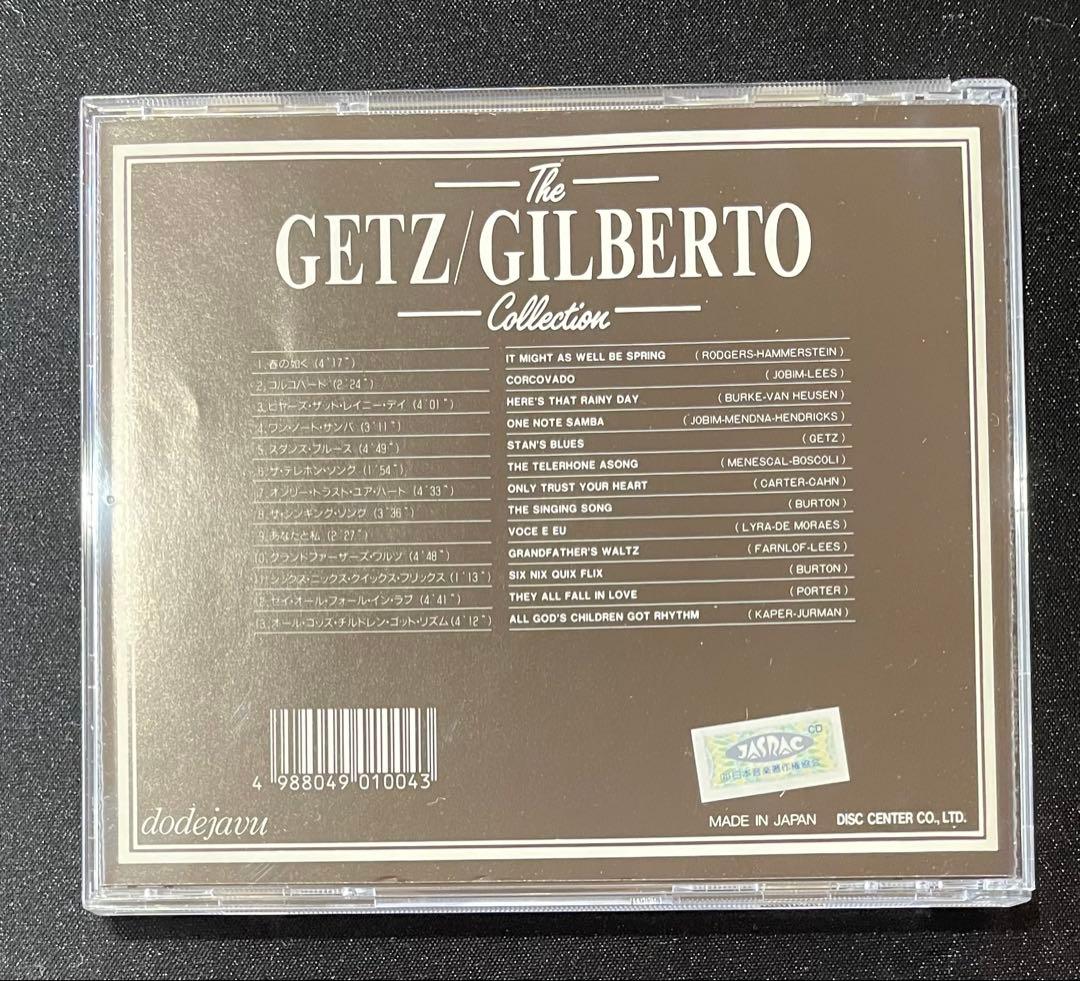 The
GETZ/GILBERTO
Collection
1.春の如く (4'17") IT MIGHT AS WELL BE SPRING (RODGERS-HAMMERSTEIN)
2.コルコバード (2'24") CORCOVADO (JOBIM-LEES)
3.ヒヤーズ・ザット・レイニー・デイ (4'01") HERE'S THAT RAINY DAY (BURKE-VAN HEUSEN)
4.ワン・ノート・サンバ (3'11") ONE NOTE SAMBA (JOBIM-MENDNA-HENDRICKS)
5.スタンス・ブルース (4'49") STAN'S BLUES (GETZ)
6.ザ・テレホン・ソング (1'54") THE TELERHONE ASONG (MENESCAL-BOSCOLI)
7.オンリー・トラスト・ユア・ハート (4'33") ONLY TRUST YOUR HEART (CARTER-CAHN)
8.ザ・シンギング・ソング (3'36") THE SINGING SONG (BURTON)
9.あなたと私 (2'27") VOCE E EU (LYRA-DE MORAES)
10.グランドファーザーズ・ワルツ (4'48") GRANDFATHER'S WALTZ (FARNLOF-LEES)
11.シックス・ニックス・クイックス・フリックス (1'13") SIX NIX QUIX FLIX (BURTON)
12.セイ・オール・フォール・イン・ラブ (4'41") THEY ALL FALL IN LOVE (PORTER)
13.オール・ゴッズ・チルドレン・ゴット・リズム (4'12") ALL GOD'S CHILDREN GOT RHYTHM (KAPER-JURMAN)
CD
JASRAC
日本音楽著作権協会
4 988049 010043
dodejavu
MADE IN JAPAN DISC CENTER CO., LTD.